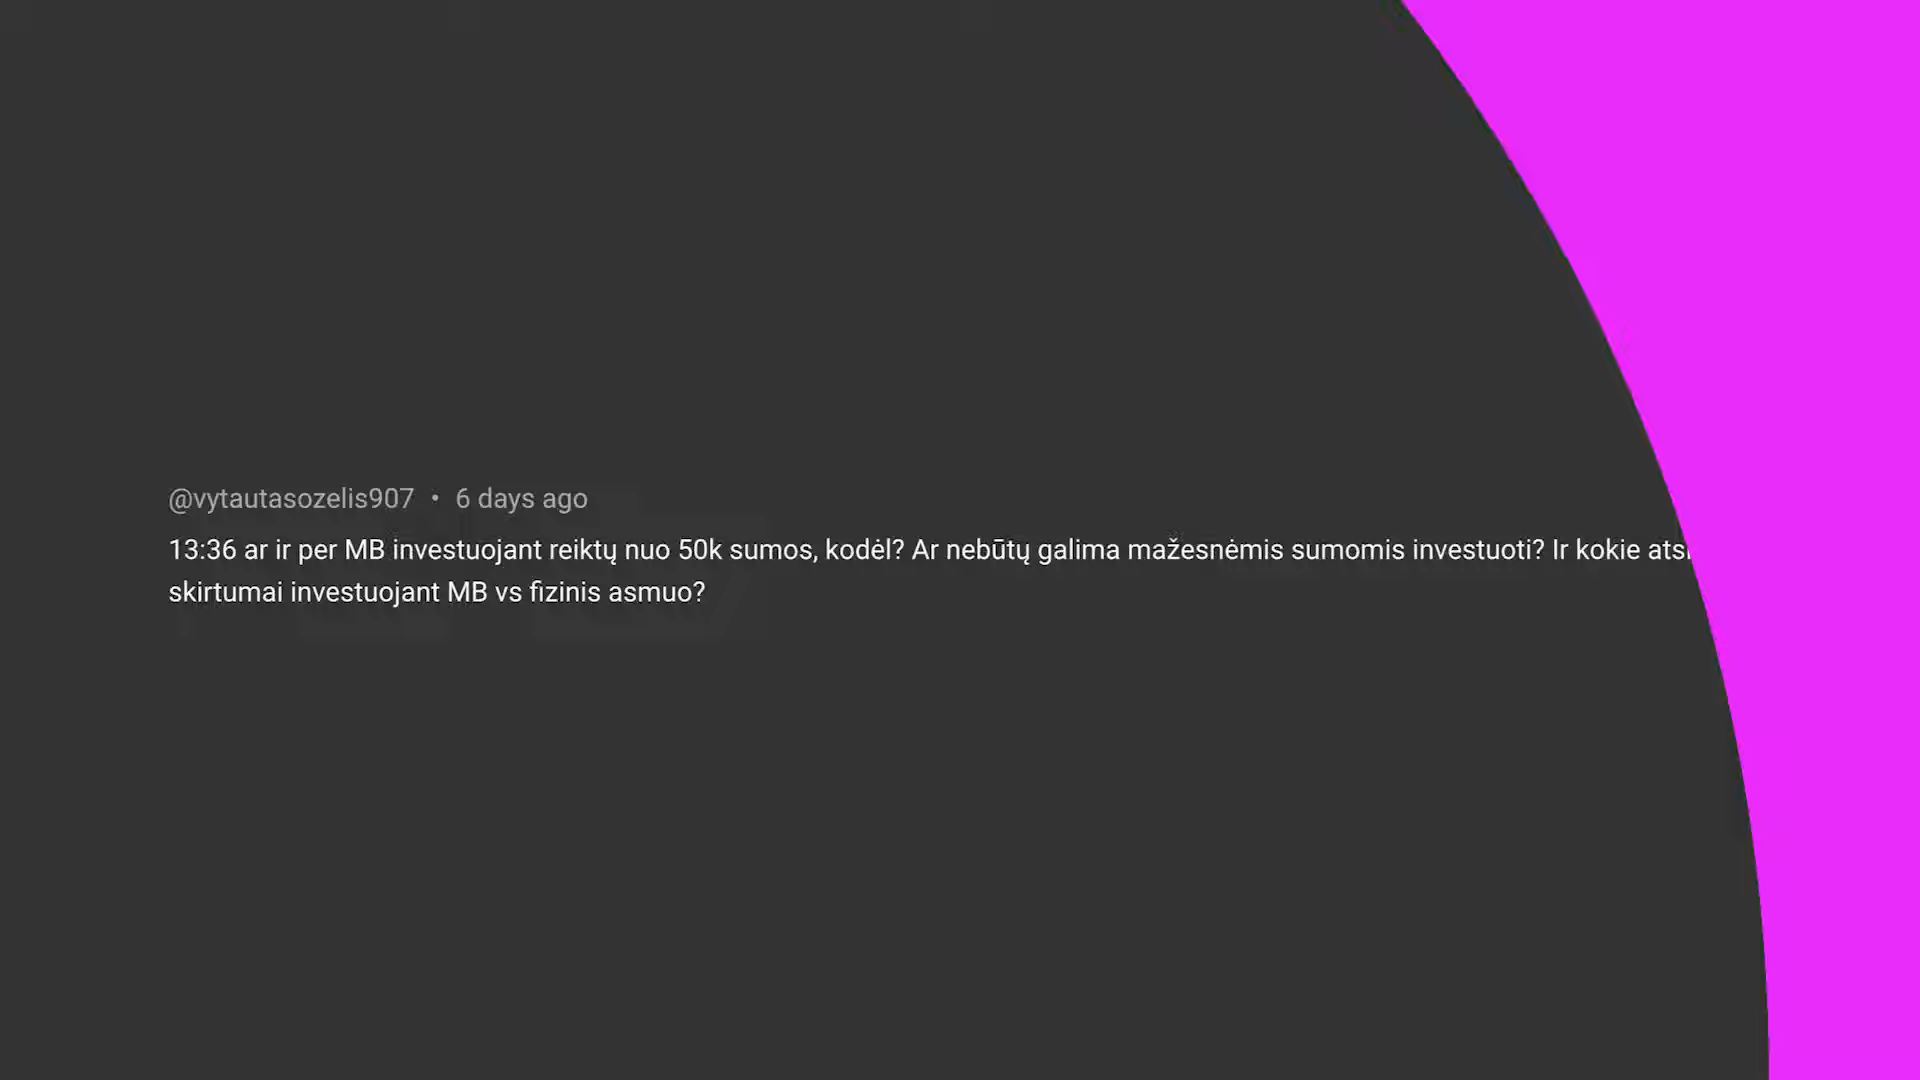 @vytautasozelis907 • 6 days ago
13:36 ar ir per MB investuojant reiktų nuo 50k sumos, kodėl? Ar nebūtų galima mažesnėmis sumomis investuoti? Ir kokie
skirtumai investuojant MB vs fizinis asmuo?